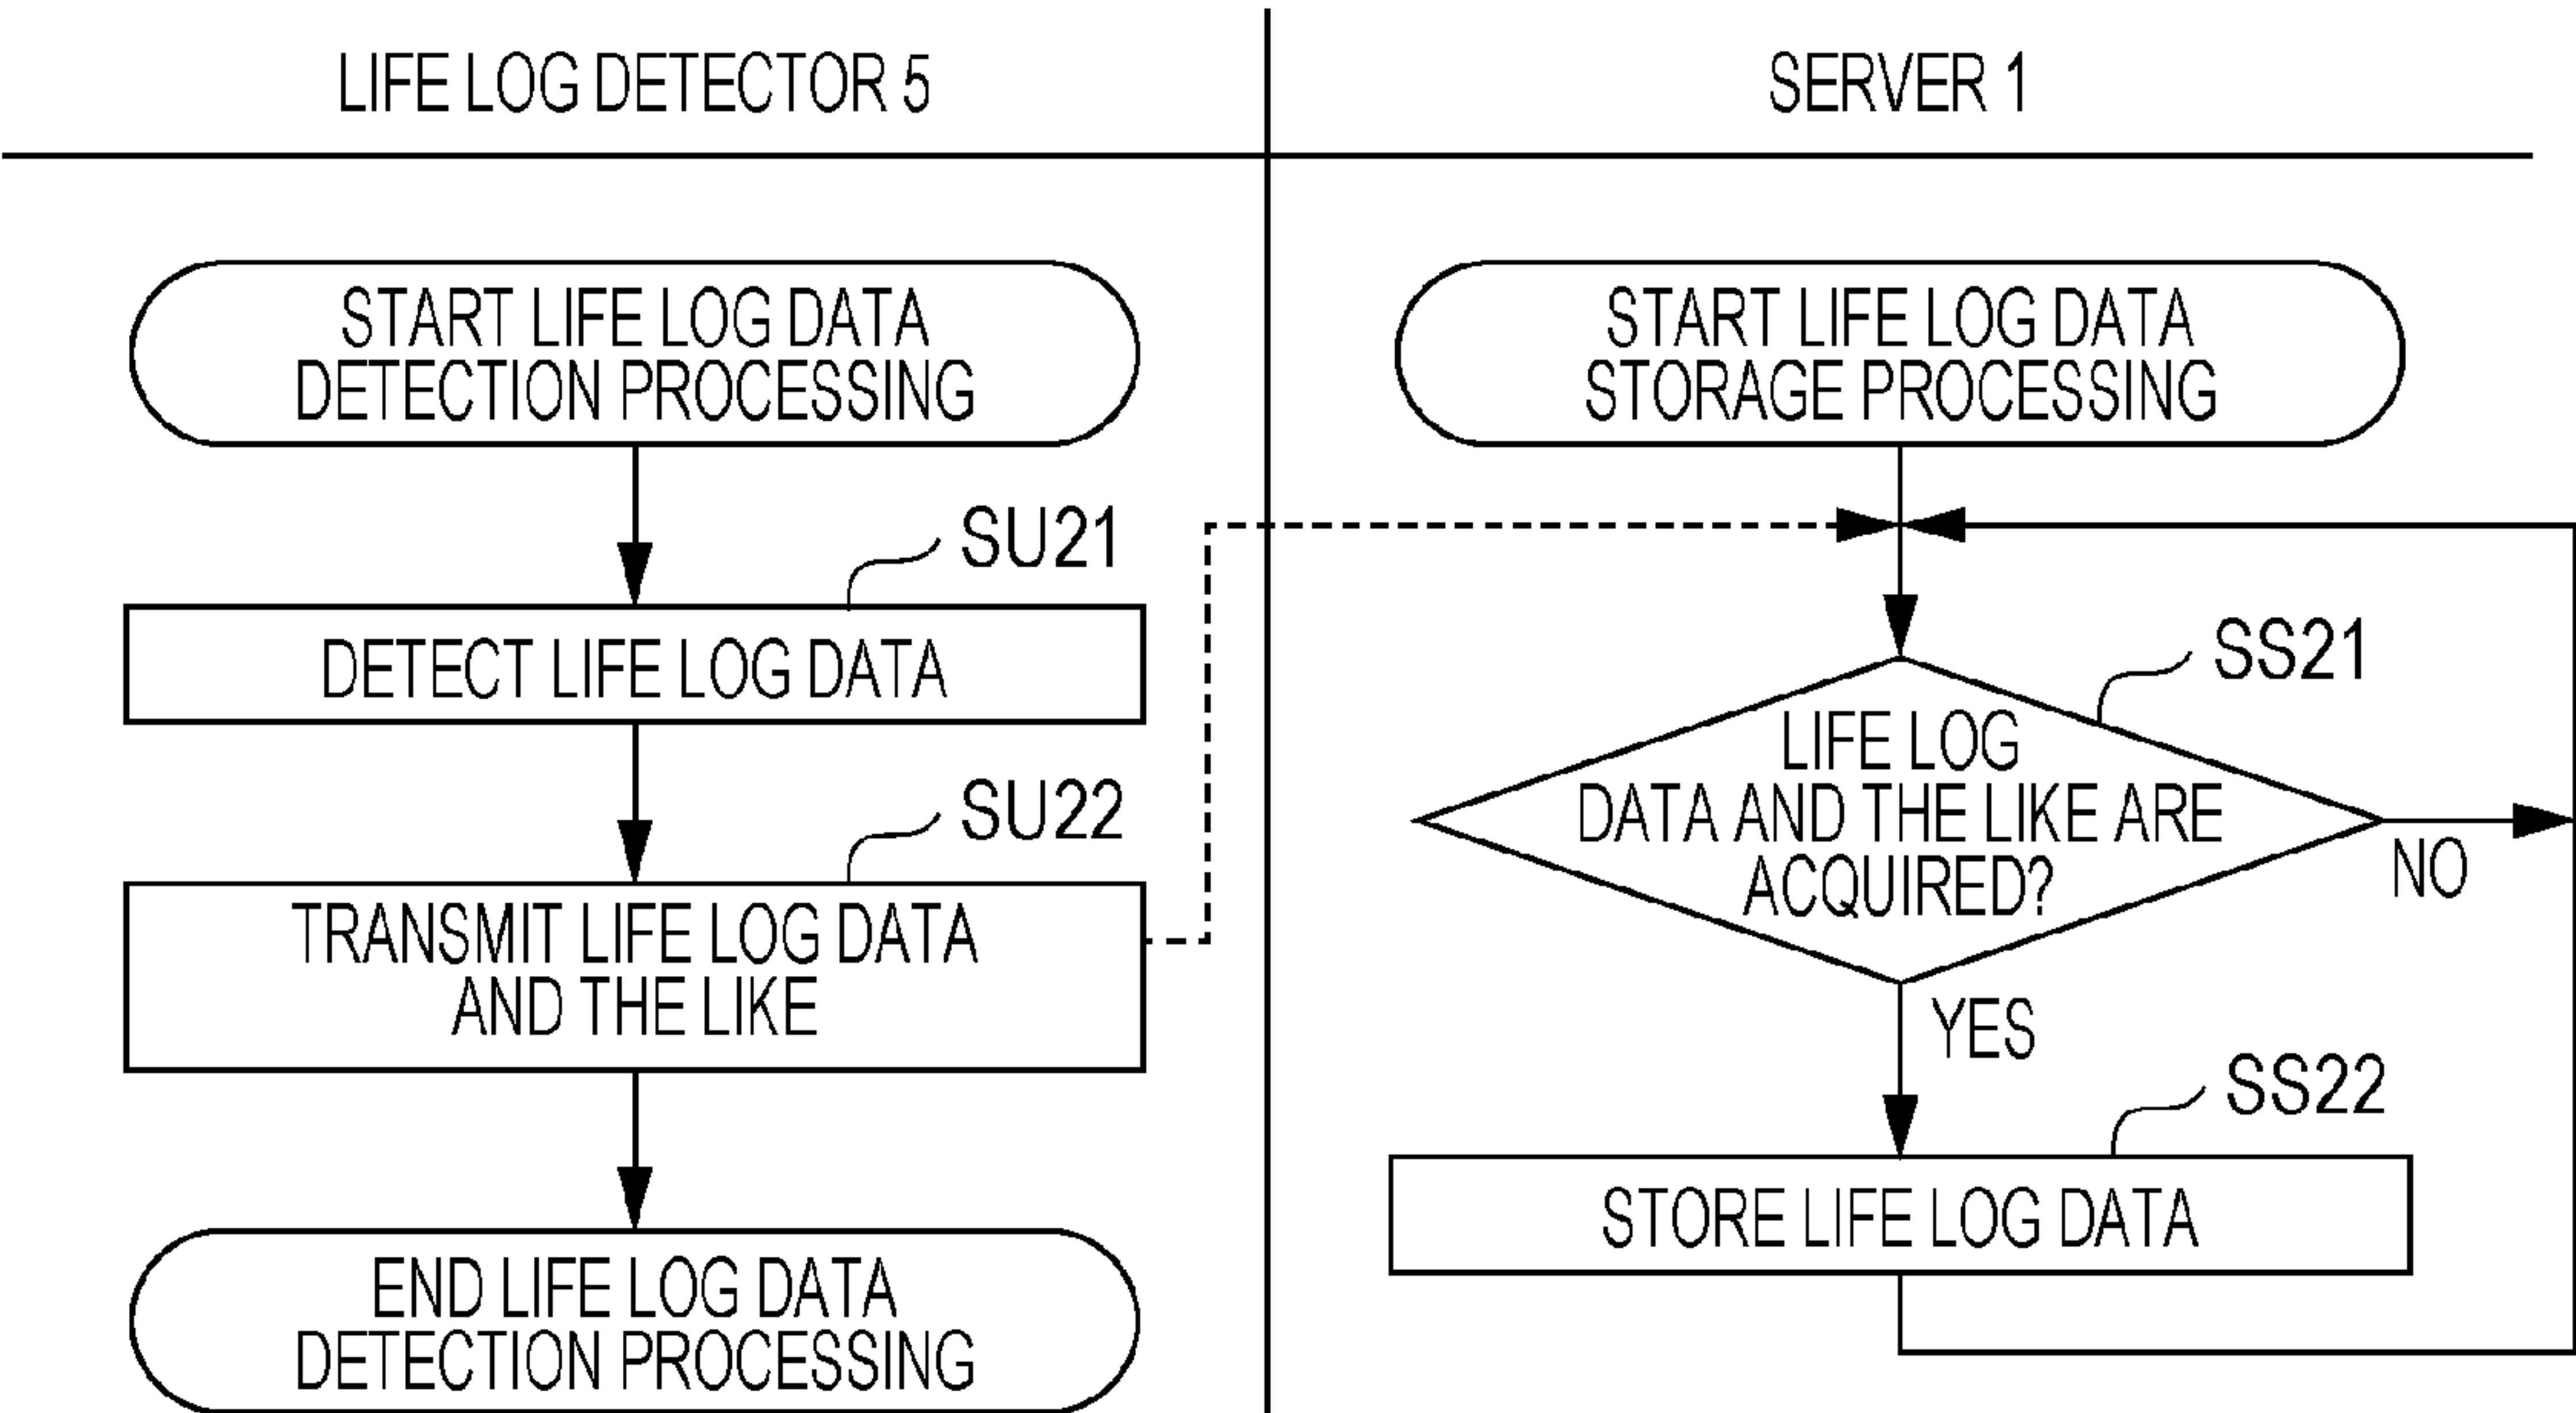 LIFE LOG DETECTOR 5
START LIFE LOG DATA
DETECTION PROCESSING
SU21
DETECT LIFE LOG DATA
SU22
TRANSMIT LIFE LOG DATA
AND THE LIKE
END LIFE LOG DATA
DETECTION PROCESSING
SERVER 1
START LIFE LOG DATA
STORAGE PROCESSING
SS21
LIFE LOG
DATA AND THE LIKE ARE
ACQUIRED?
NO
YES
SS22
STORE LIFE LOG DATA